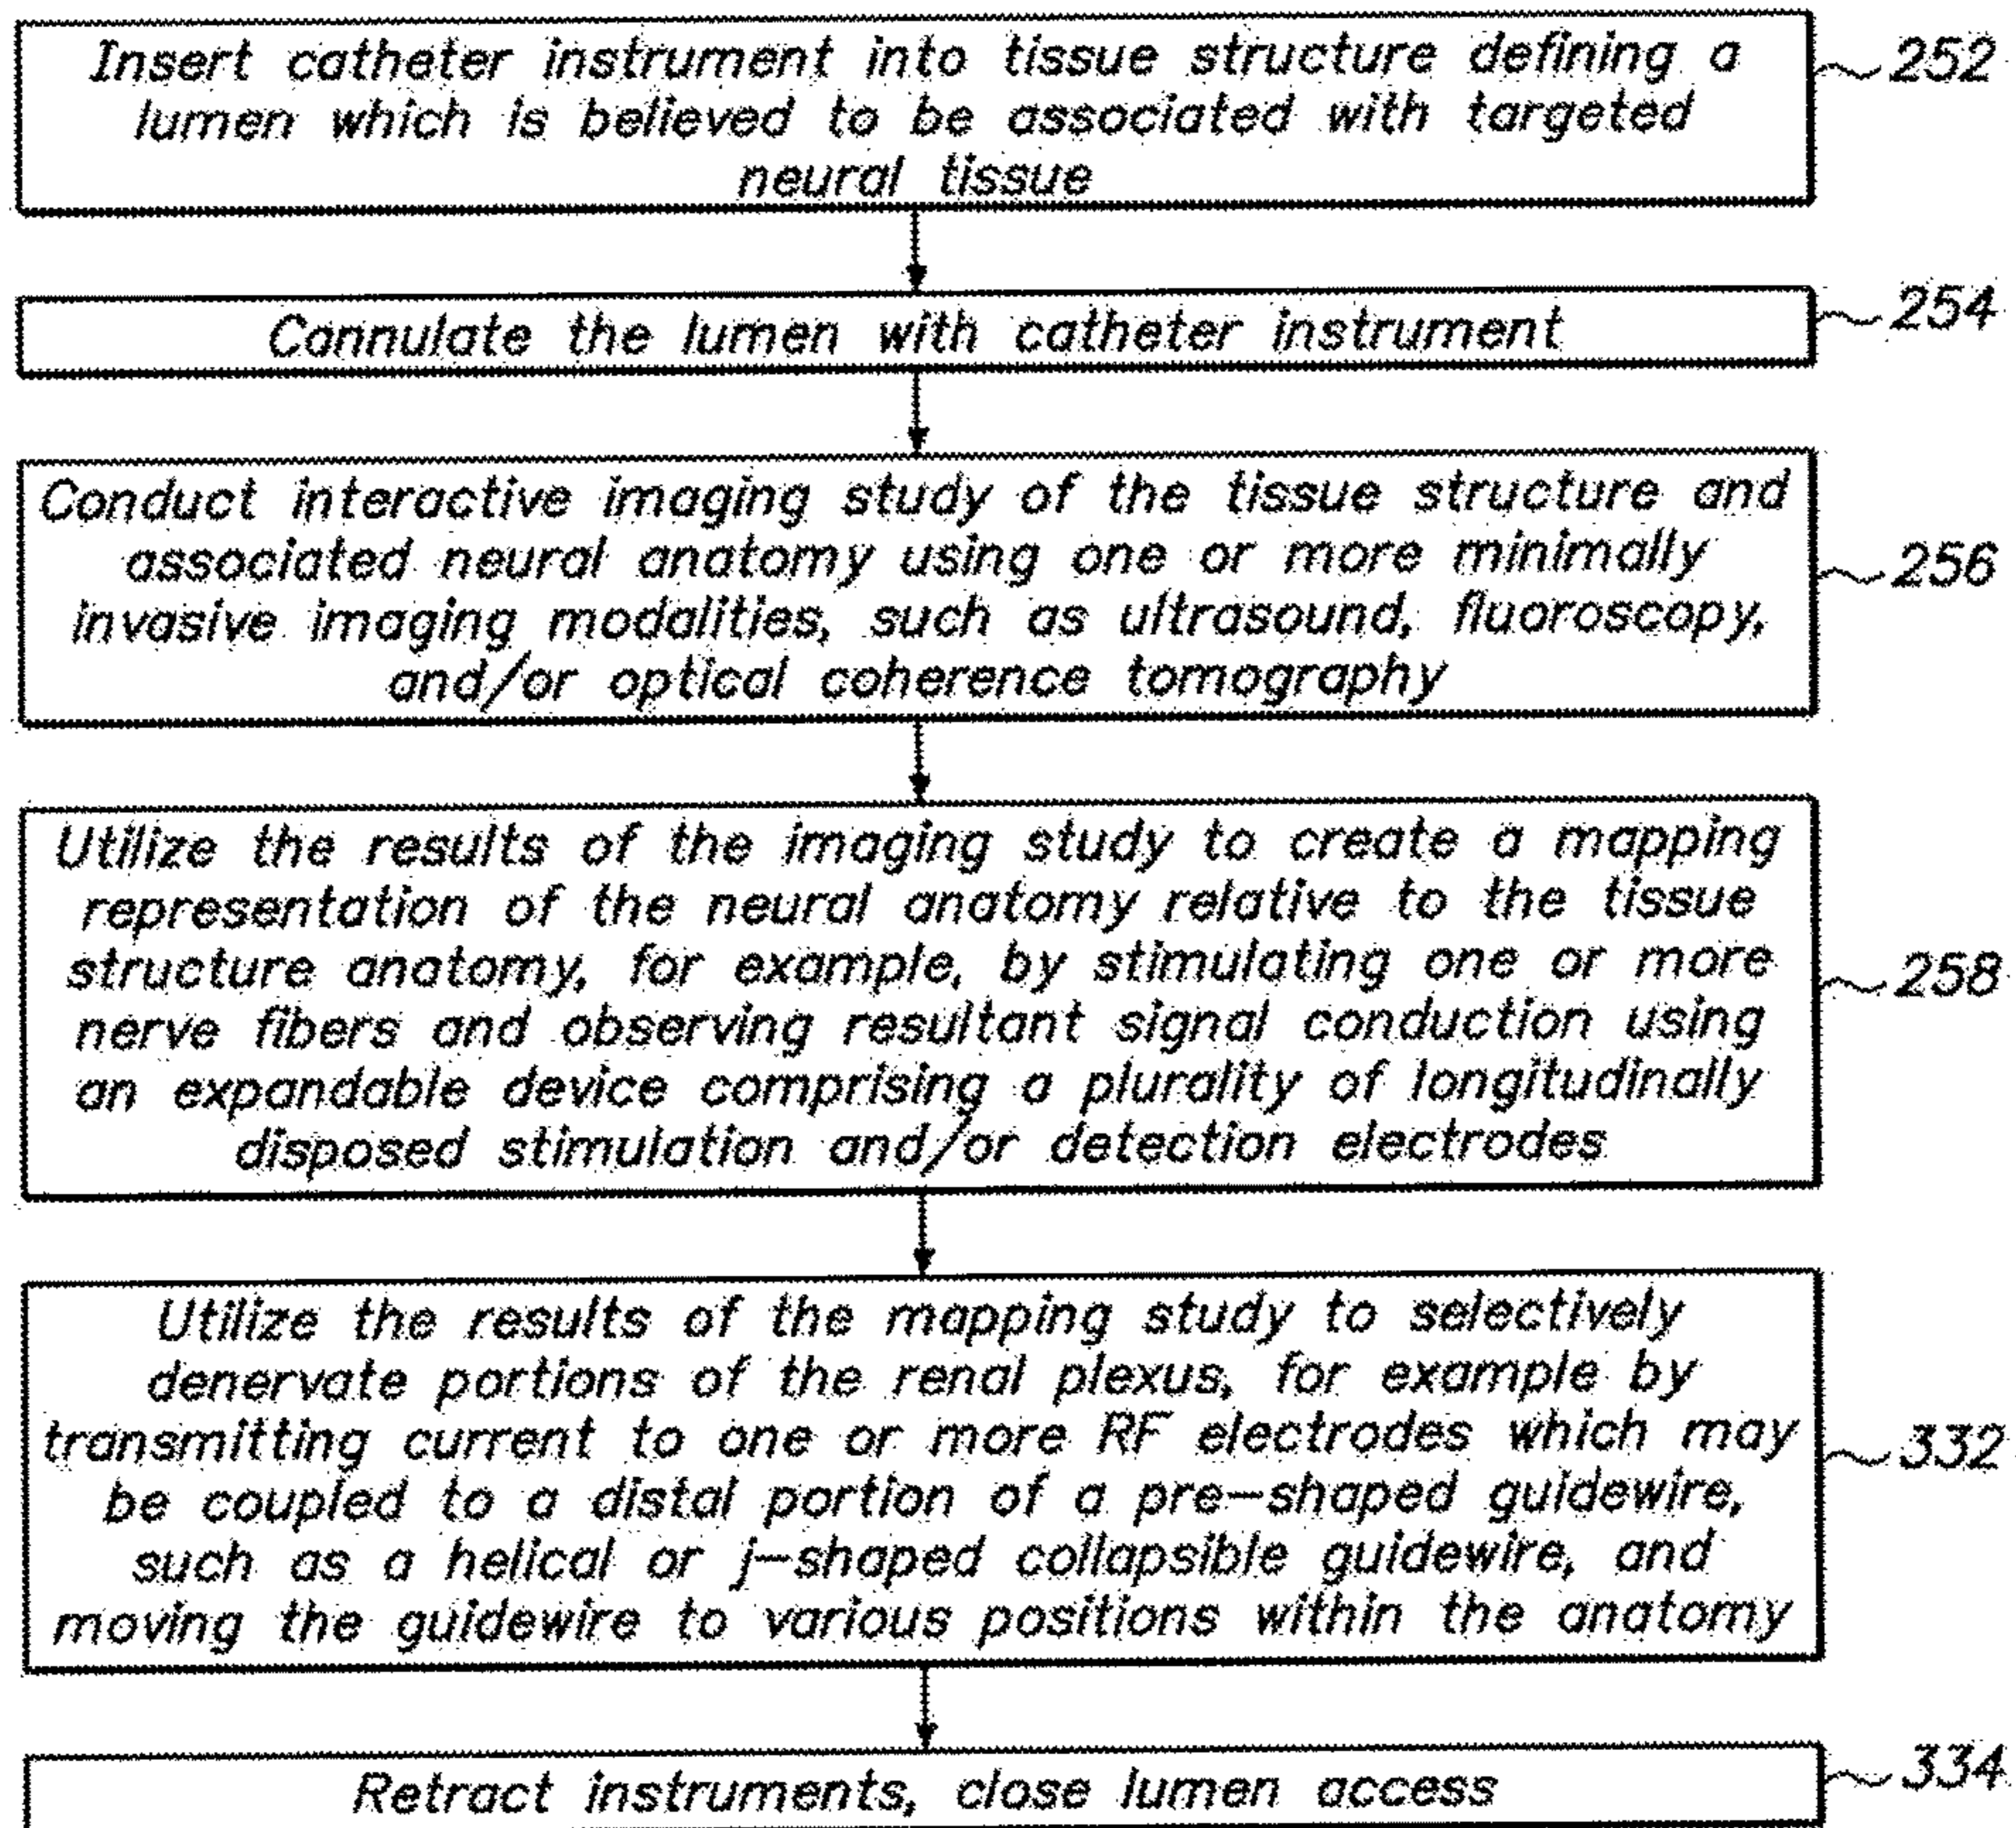 Insert catheter instrument into tissue structure defining a
lumen which is believed to be associated with targeted
neural tissue
252
Cannulate the lumen with catheter instrument
254
Conduct interactive imaging study of the tissue structure and
associated neural anatomy using one or more minimally
invasive imaging modalities, such as ultrasound, fluoroscopy,
and/or optical coherence tomography
256
Utilize the results of the imaging study to create a mapping
representation of the neural anatomy relative to the tissue
structure anatomy, for example, by stimulating one or more
nerve fibers and observing resultant signal conduction using
an expandable device comprising a plurality of longitudinally
disposed stimulation and/or detection electrodes
258
Utilize the results of the mapping study to selectively
denervate portions of the renal plexus, for example by
transmitting current to one or more RF electrodes which may
be coupled to a distal portion of a pre-shaped guidewire,
such as a helical or j-shaped collapsible guidewire, and
moving the guidewire to various positions within the anatomy
332
Retract instruments, close lumen access
334